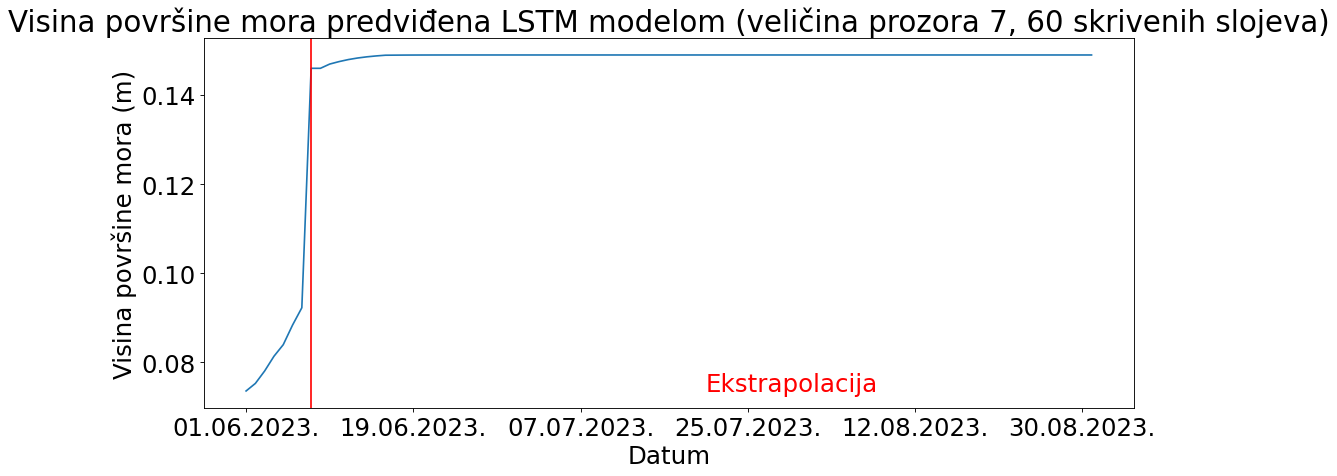 Visina površine mora predviđena LSTM modelom (veličina prozora 7, 60 skrivenih slojeva)
Visina površine mora (m)
0.14
0.12
0.10
0.08
Ekstrapolacija
01.06.2023. 19.06.2023. 07.07.2023. 25.07.2023. 12.08.2023. 30.08.2023.
Datum